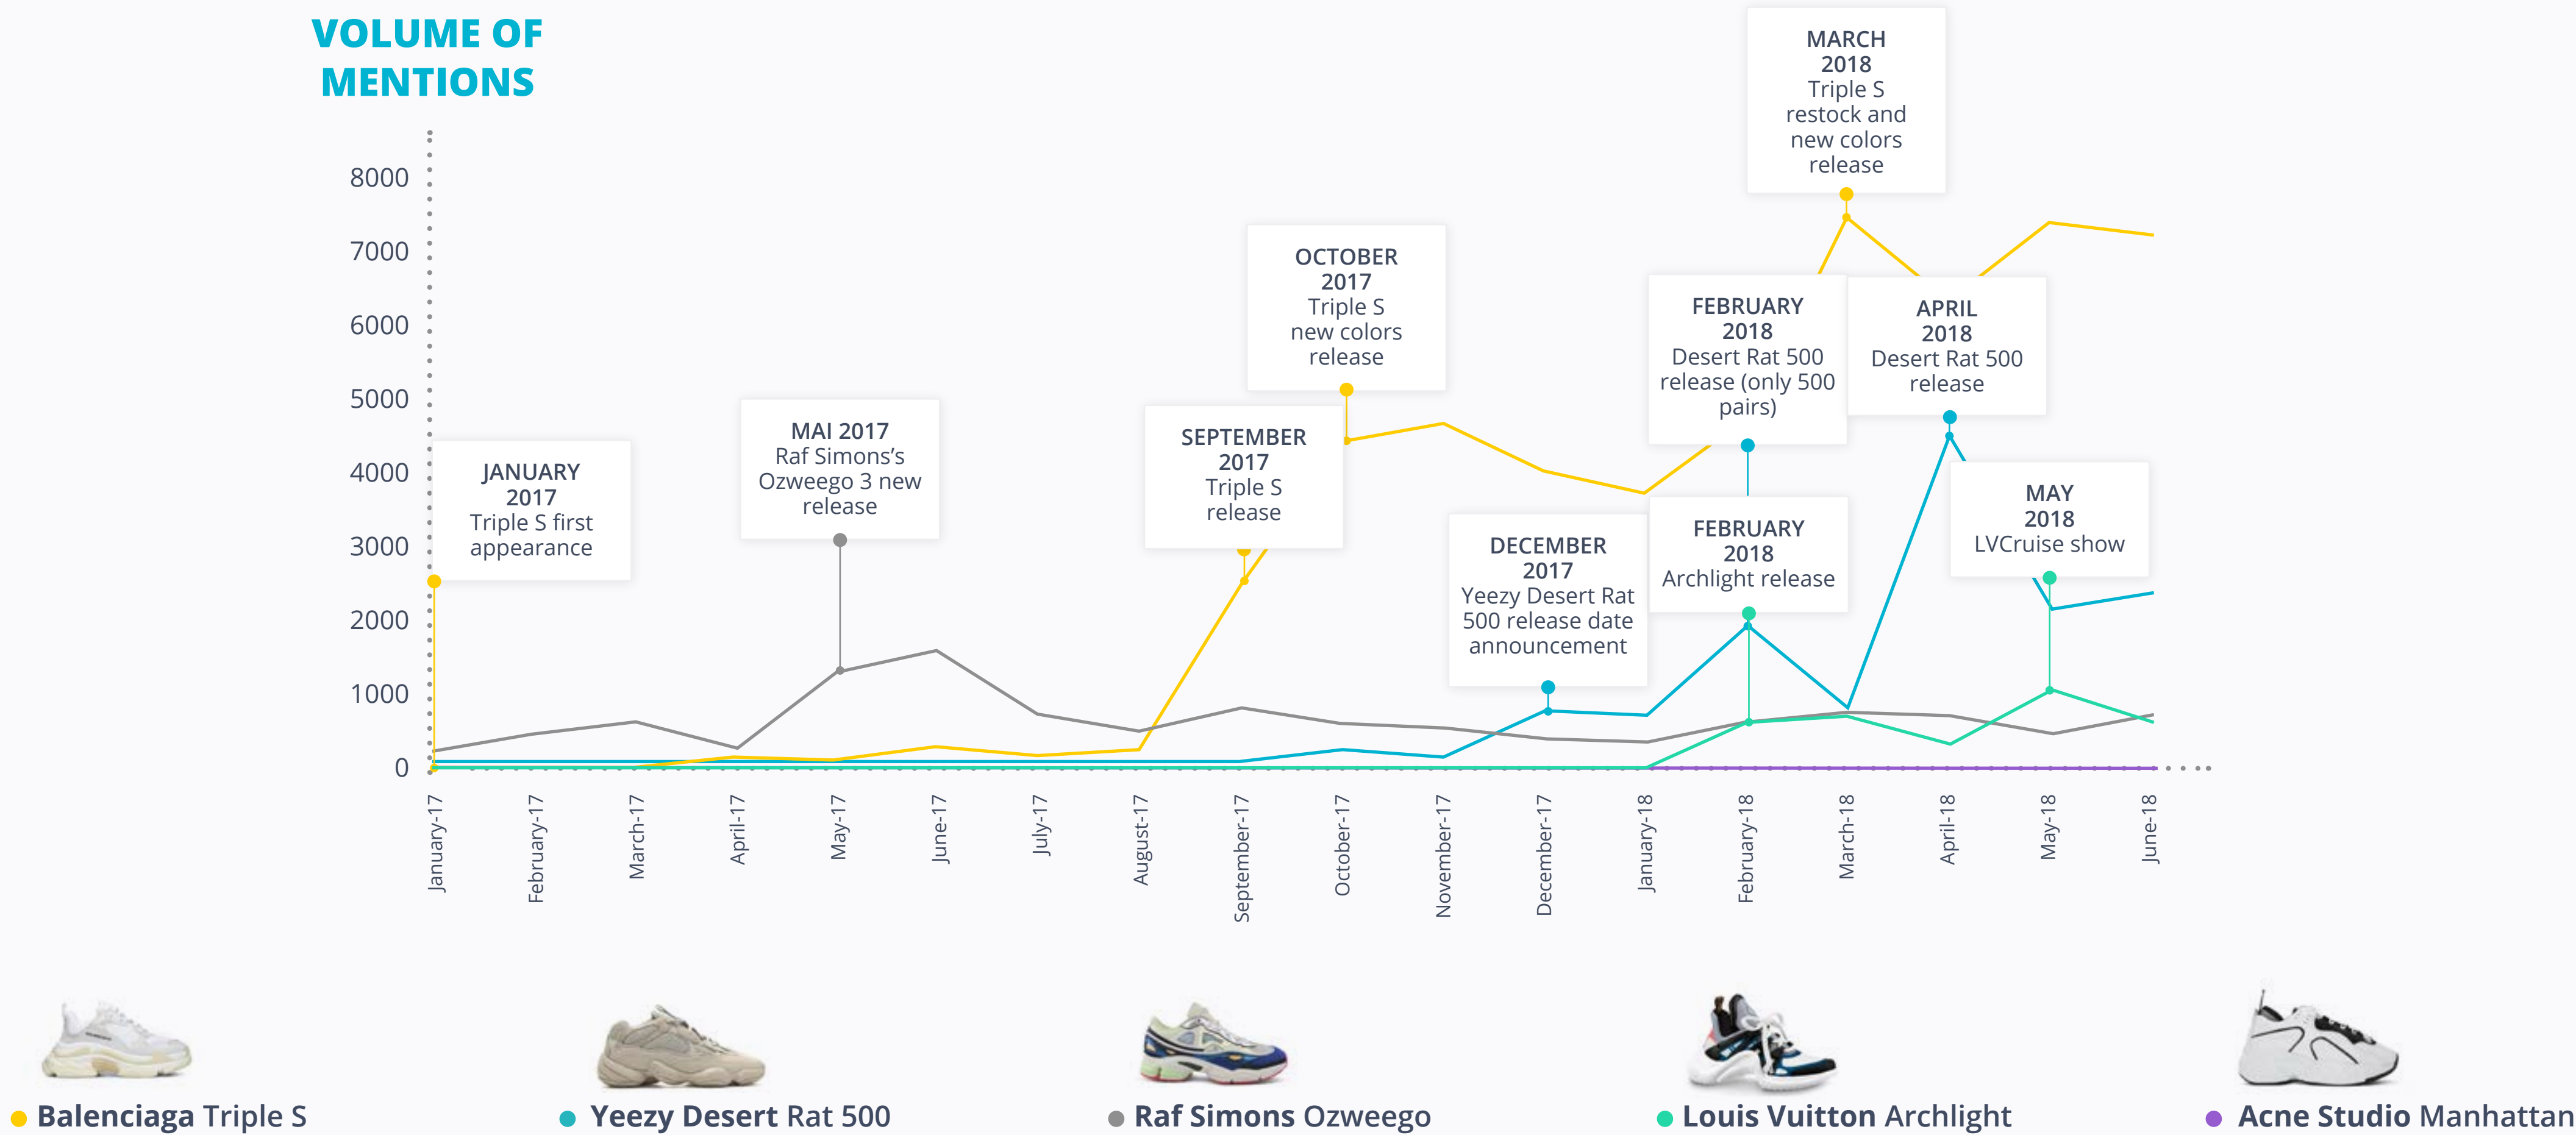 VOLUME OF
MENTIONS
MARCH
2018
Triple S
restock and
new colors
release
8000
7000
6000
5000
4000
3000
2000
1000
0
OCTOBER
2017
Triple S
new colors
release
FEBRUARY
2018
Desert Rat 500
release (only 500
pairs)
APRIL
2018
Desert Rat 500
release
JANUARY
2017
Triple S first
appearance
MAI 2017
Raf Simons’s
Ozweego 3 new
release
SEPTEMBER
2017
Triple S
release
DECEMBER
2017
Yeezy Desert Rat
500 release date
announcement
FEBRUARY
2018
Archlight release
MAY
2018
LVCruise show
January-17
February-17
March-17
April-17
May-17
June-17
July-17
August-17
September-17
October-17
November-17
December-17
January-18
February-18
March-18
April-18
May-18
June-18
Balenciaga Triple S
Yeezy Desert Rat 500
Raf Simons Ozweego
Louis Vuitton Archlight
Acne Studio Manhattan